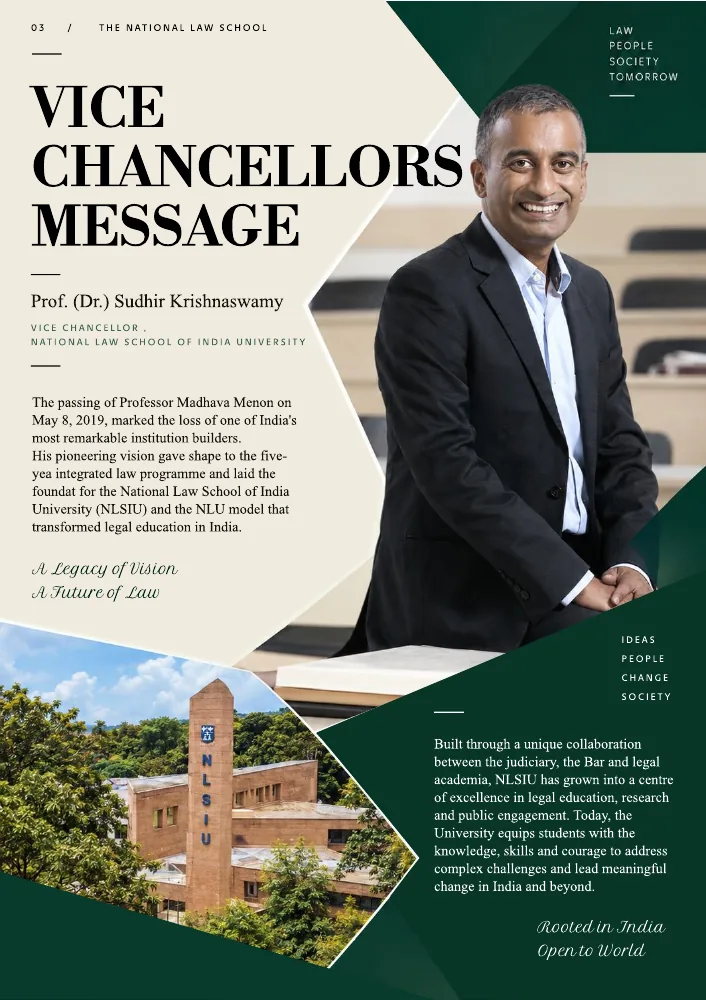 03 / THE NATIONAL LAW SCHOOL
LAW
PEOPLE
SOCIETY
TOMORROW
VICE
CHANCELLORS
MESSAGE
Prof. (Dr.) Sudhir Krishnaswamy
VICE CHANCELLOR ,
NATIONAL LAW SCHOOL OF INDIA UNIVERSITY
The passing of Professor Madhava Menon on
May 8, 2019, marked the loss of one of India's
most remarkable institution builders.
His pioneering vision gave shape to the five-
yea integrated law programme and laid the
foundat for the National Law School of India
University (NLSIU) and the NLU model that
transformed legal education in India.
A Legacy of Vision
A Future of Law
NLSIU
IDEAS
PEOPLE
CHANGE
SOCIETY
Built through a unique collaboration
between the judiciary, the Bar and legal
academia, NLSIU has grown into a centre
of excellence in legal education, research
and public engagement. Today, the
University equips students with the
knowledge, skills and courage to address
complex challenges and lead meaningful
change in India and beyond.
Rooted in India
Open to World